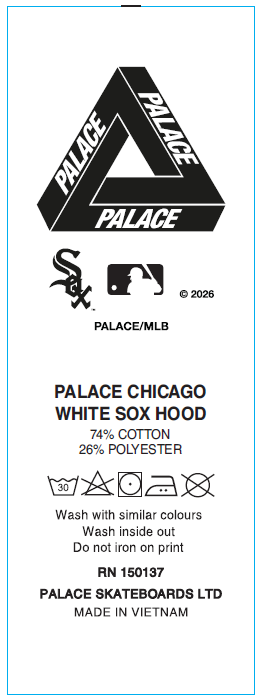 PALACE
PALACE
PALACE
Sox
© 2026
PALACE/MLB
PALACE CHICAGO
WHITE SOX HOOD
74% COTTON
26% POLYESTER
30
Wash with similar colours
Wash inside out
Do not iron on print
RN 150137
PALACE SKATEBOARDS LTD
MADE IN VIETNAM